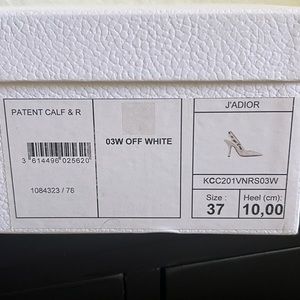 PATENT CALF & R
3 614496 025620
1084323 / 76
03W OFF WHITE
J'ADIOR
KCC201VNRS03W
Size :
37
Heel (cm):
10,00